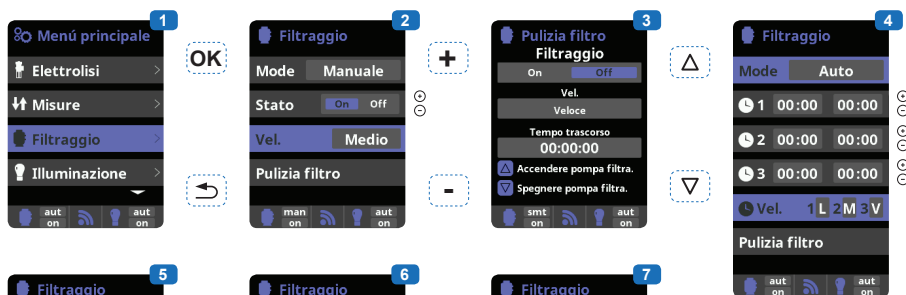 1
Menú principale
Elettrolisi
Misure
Filtraggio
Illuminazione
aut
on
aut
on
OK
2
Filtraggio
Mode Manuale
Stato On Off
Vel. Medio
Pulizia filtro
man
on
aut
on
+
-
3
Pulizia filtro
Filtraggio
On Off
Vel.
Veloce
Tempo trascorso
00:00:00
Accendere pompa filtra.
Spegnere pompa filtra.
smt
on
aut
on
4
Filtraggio
Mode Auto
1 00:00 00:00
2 00:00 00:00
3 00:00 00:00
Vel. 1 L 2 M 3 V
Pulizia filtro
aut
on
aut
on
5
Filtraggio
6
Filtraggio
7
Filtraggio